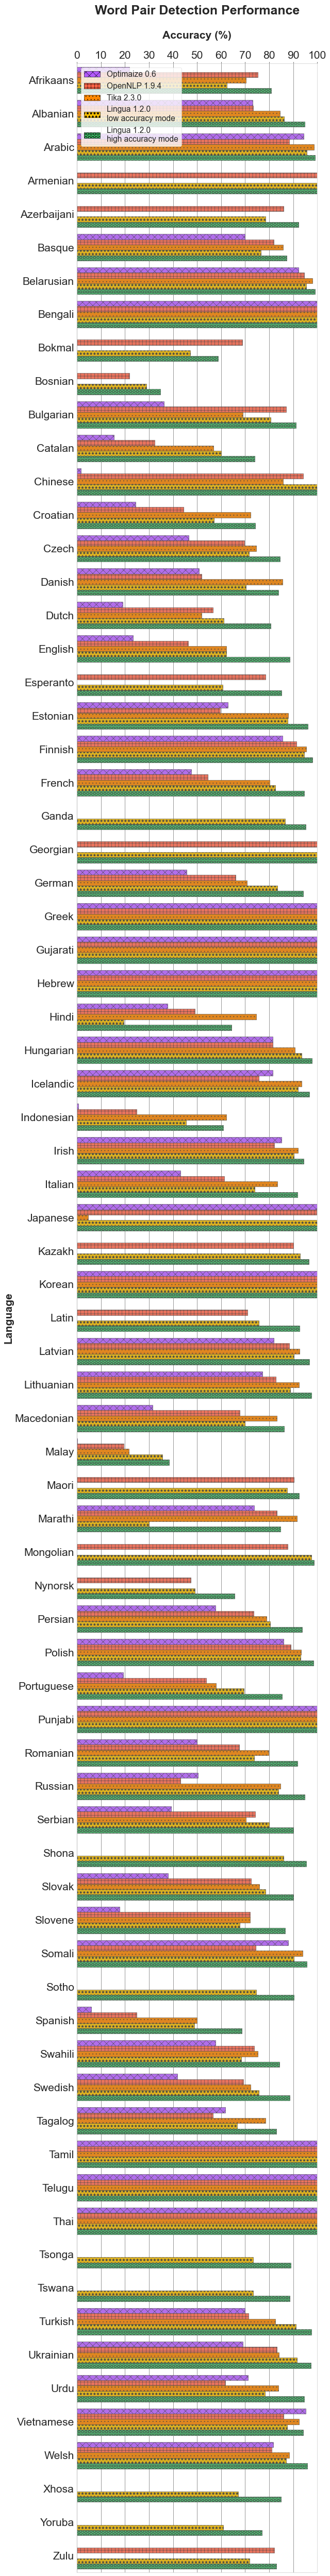 Word Pair Detection Performance
Accuracy (%)
0 10 20 30 40 50 60 70 80 90 100
Optimaize 0.6
OpenNLP 1.9.4
Tika 2.3.0
Lingua 1.2.0
low accuracy mode
Lingua 1.2.0
high accuracy mode
Language
Afrikaans
Albanian
Arabic
Armenian
Azerbaijani
Basque
Belarusian
Bengali
Bokmal
Bosnian
Bulgarian
Catalan
Chinese
Croatian
Czech
Danish
Dutch
English
Esperanto
Estonian
Finnish
French
Ganda
Georgian
German
Greek
Gujarati
Hebrew
Hindi
Hungarian
Icelandic
Indonesian
Irish
Italian
Japanese
Kazakh
Korean
Latin
Latvian
Lithuanian
Macedonian
Malay
Maori
Marathi
Mongolian
Nynorsk
Persian
Polish
Portuguese
Punjabi
Romanian
Russian
Serbian
Shona
Slovak
Slovene
Somali
Sotho
Spanish
Swahili
Swedish
Tagalog
Tamil
Telugu
Thai
Tsonga
Tswana
Turkish
Ukrainian
Urdu
Vietnamese
Welsh
Xhosa
Yoruba
Zulu